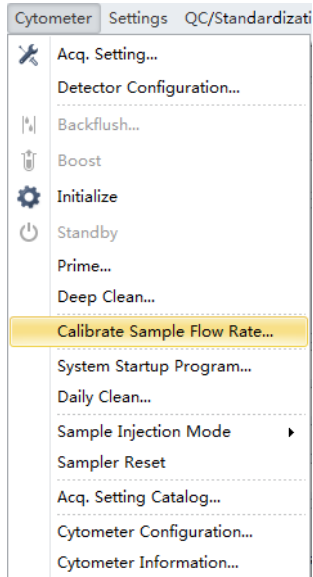 Cytometer Settings QC/Standardizati
Acq. Setting...
Detector Configuration...
Backflush...
Boost
Initialize
Standby
Prime...
Deep Clean...
Calibrate Sample Flow Rate...
System Startup Program...
Daily Clean...
Sample Injection Mode
Sampler Reset
Acq. Setting Catalog...
Cytometer Configuration...
Cytometer Information...